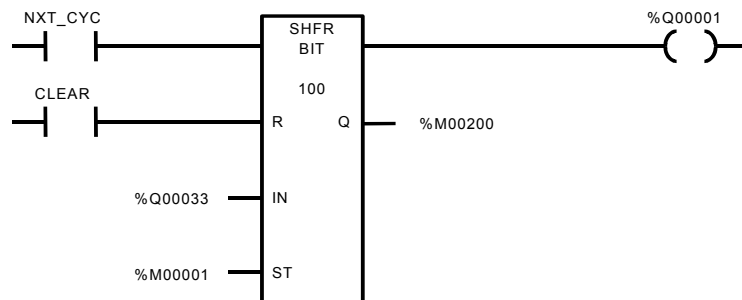 NXT_CYC
SHFR
%Q00001
BIT
100
CLEAR
R Q %M00200
%Q00033 IN
%M00001 ST